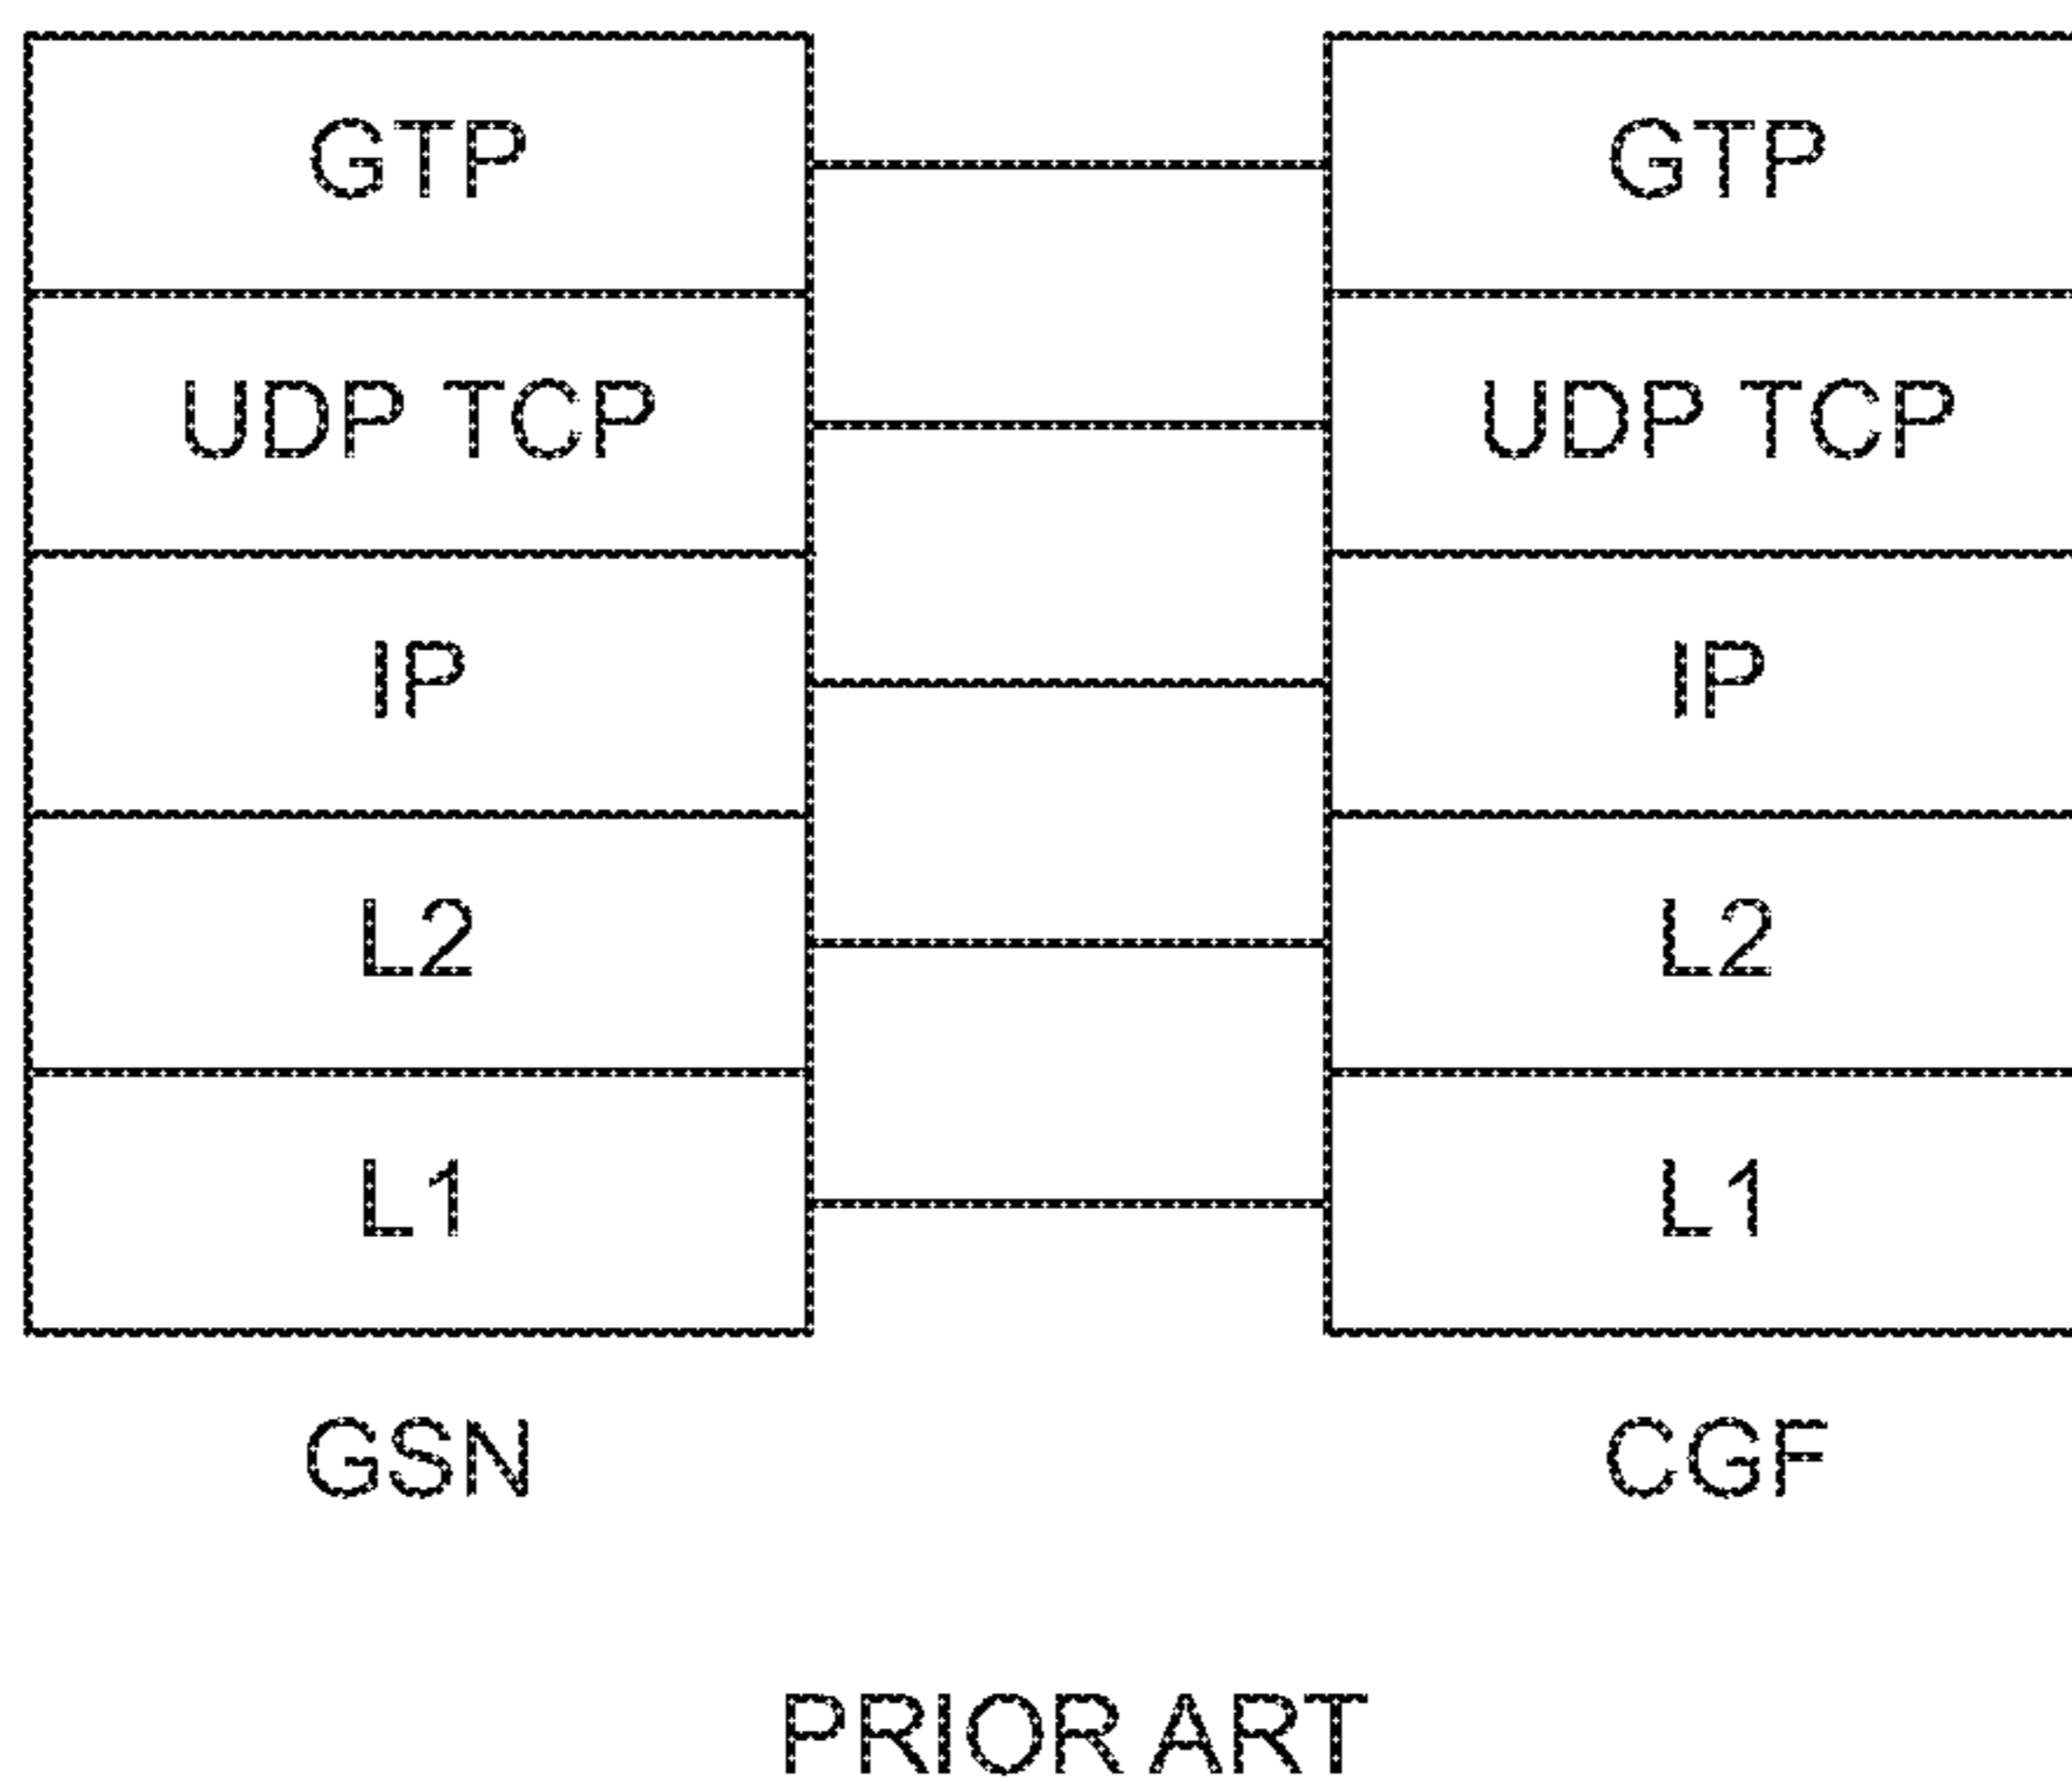 GTP GTP
UDP TCP UDP TCP
IP IP
L2 L2
L1 L1
GSN CGF
PRIOR ART